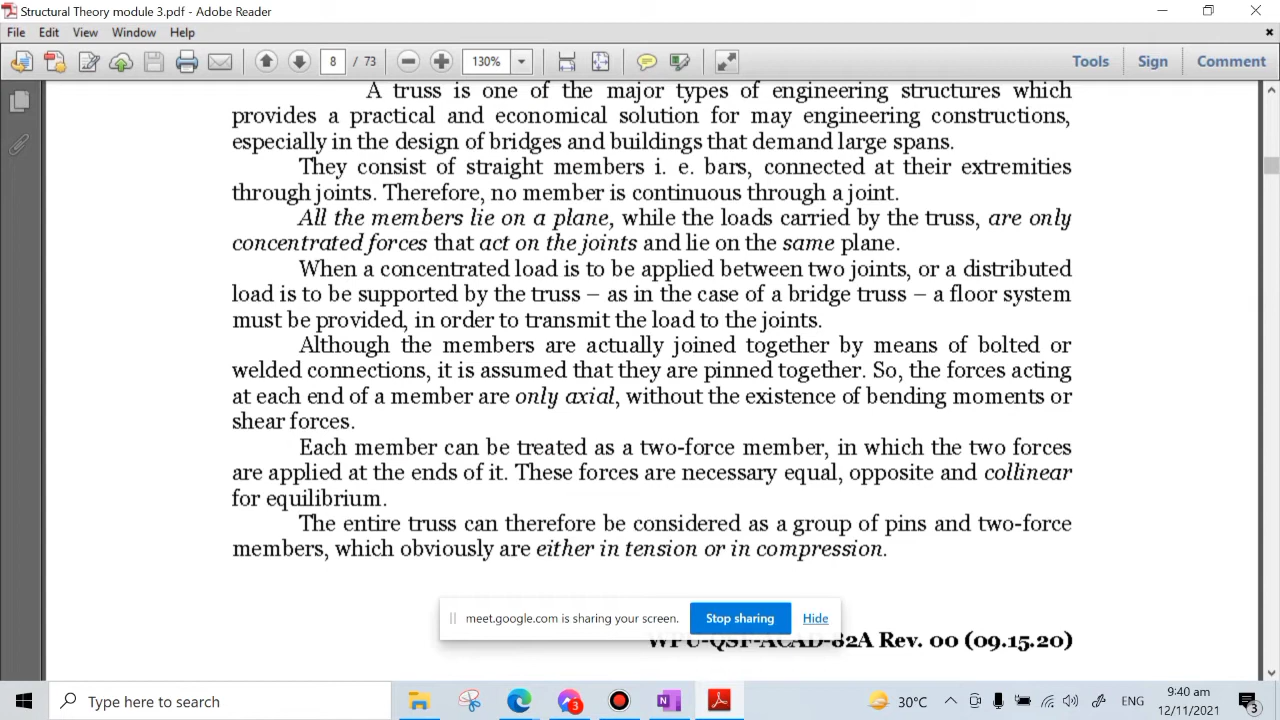 Structural Theory module 3.pdf - Adobe Reader
File Edit View Window Help
8 / 73 130% Tools Sign Comment
A truss is one of the major types of engineering structures which
provides a practical and economical solution for may engineering constructions,
especially in the design of bridges and buildings that demand large spans.
They consist of straight members i. e. bars, connected at their extremities
through joints. Therefore, no member is continuous through a joint.
All the members lie on a plane, while the loads carried by the truss, are only
concentrated forces that act on the joints and lie on the same plane.
When a concentrated load is to be applied between two joints, or a distributed
load is to be supported by the truss – as in the case of a bridge truss – a floor system
must be provided, in order to transmit the load to the joints.
Although the members are actually joined together by means of bolted or
welded connections, it is assumed that they are pinned together. So, the forces acting
at each end of a member are only axial, without the existence of bending moments or
shear forces.
Each member can be treated as a two-force member, in which the two forces
are applied at the ends of it. These forces are necessary equal, opposite and collinear
for equilibrium.
The entire truss can therefore be considered as a group of pins and two-force
members, which obviously are either in tension or in compression.
meet.google.com is sharing your screen. Stop sharing Hide
WPU-QSF-ACAD-82A Rev. 00 (09.15.20)
Type here to search 3 30°C ENG 9:40 am
12/11/2021 3